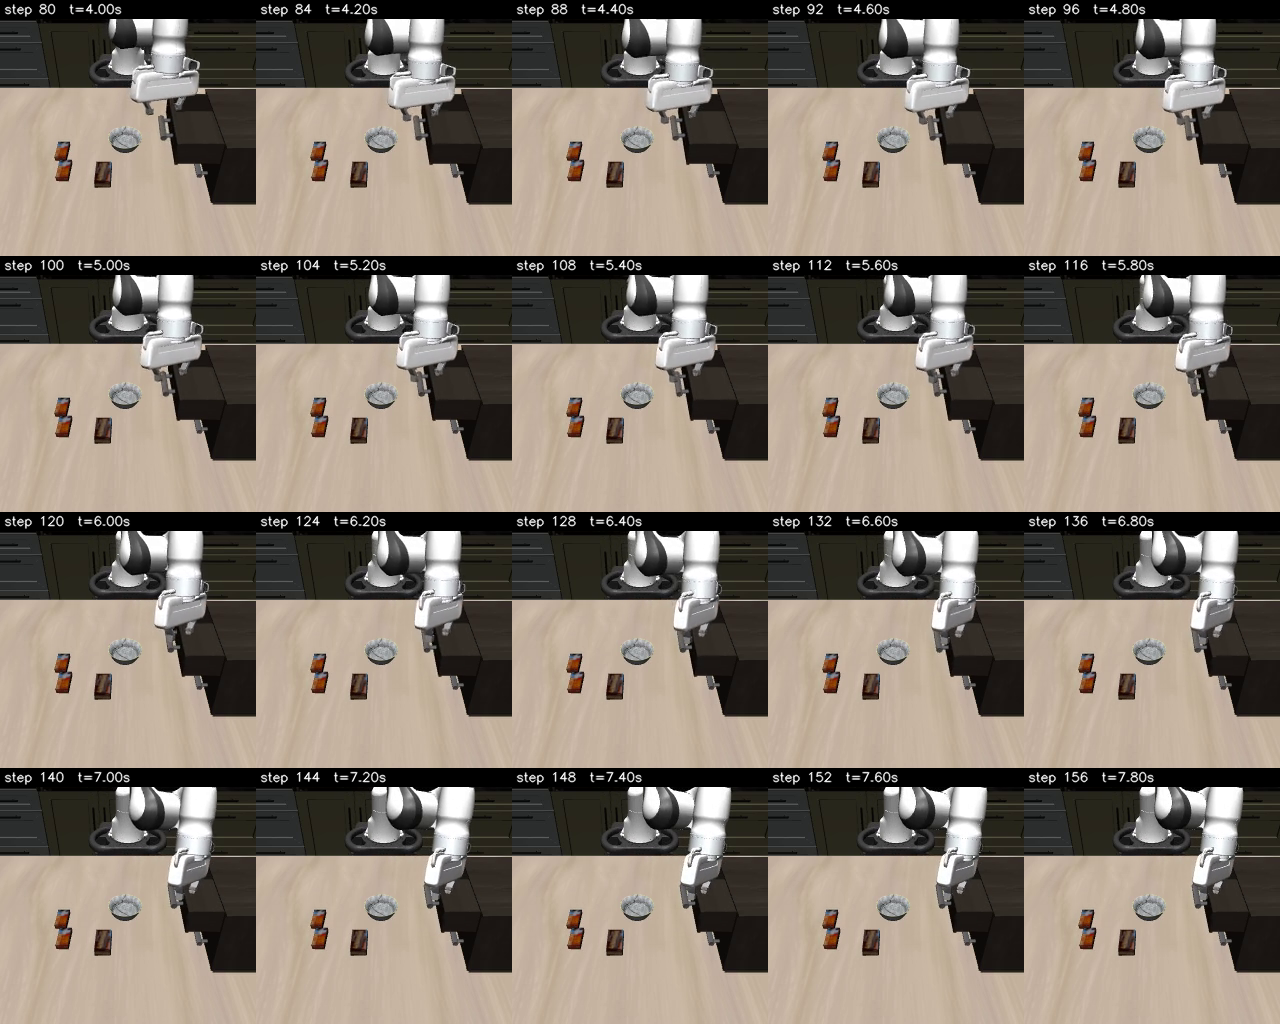 step 80 t=4.00s
step 84 t=4.20s
step 88 t=4.40s
step 92 t=4.60s
step 96 t=4.80s
step 100 t=5.00s
step 104 t=5.20s
step 108 t=5.40s
step 112 t=5.60s
step 116 t=5.80s
step 120 t=6.00s
step 124 t=6.20s
step 128 t=6.40s
step 132 t=6.60s
step 136 t=6.80s
step 140 t=7.00s
step 144 t=7.20s
step 148 t=7.40s
step 152 t=7.60s
step 156 t=7.80s